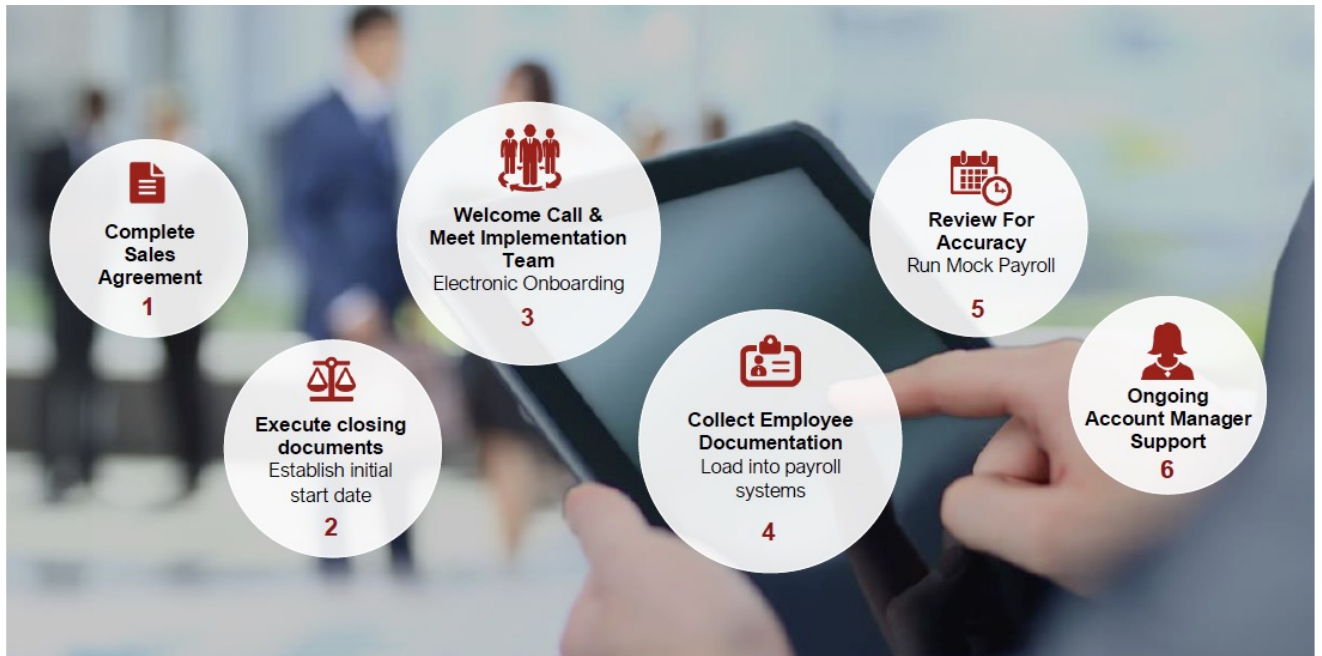 Complete
Sales
Agreement
1
Execute closing
documents
Establish initial
start date
2
Welcome Call &
Meet Implementation
Team
Electronic Onboarding
3
Collect Employee
Documentation
Load into payroll
systems
4
Review For
Accuracy
Run Mock Payroll
5
Ongoing
Account Manager
Support
6